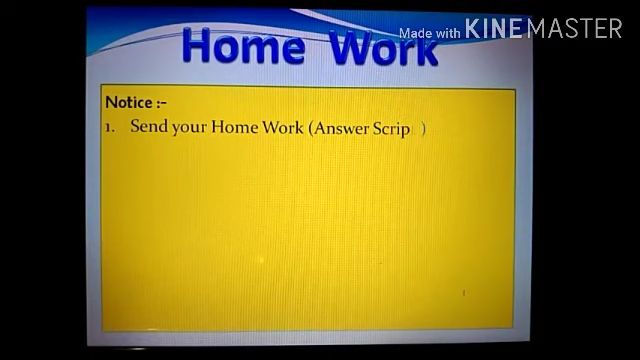 Made with KINEMASTER
Home Work
Notice :-
1. Send your Home Work (Answer Scrip )